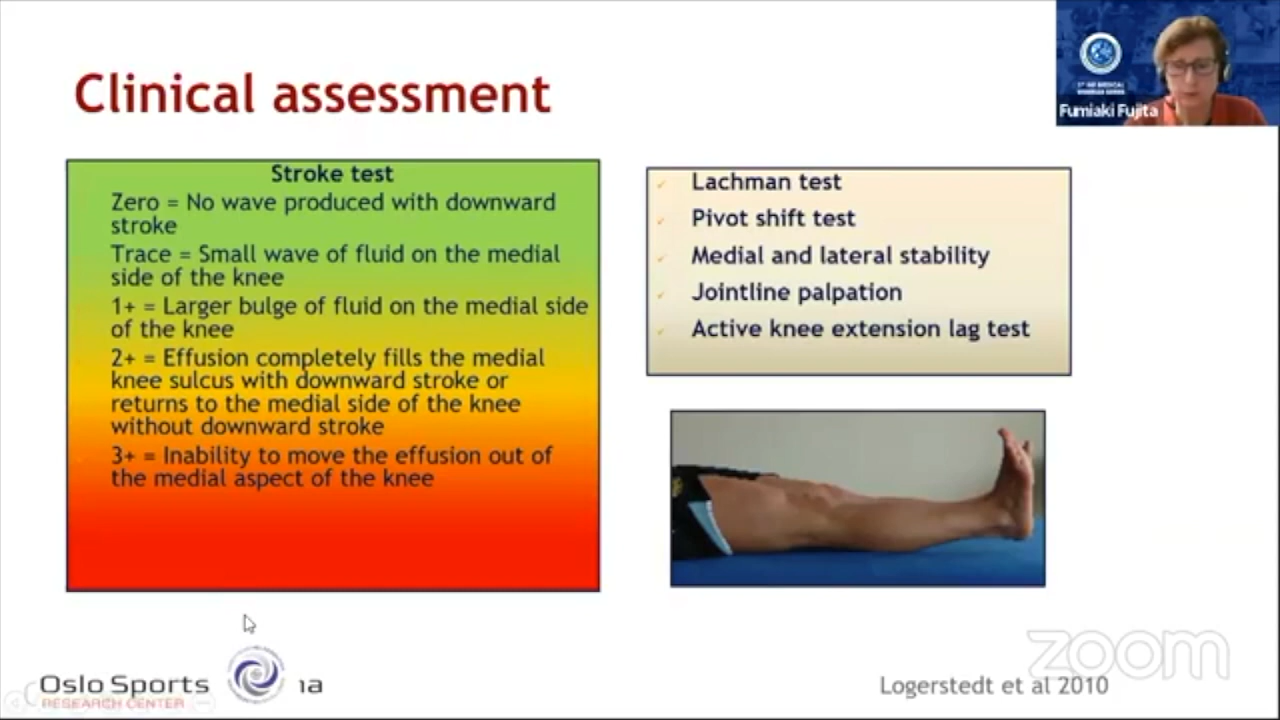 Clinical assessment
Fumiaki Fujita
Stroke test
Zero = No wave produced with downward
stroke
Trace = Small wave of fluid on the medial
side of the knee
1+ = Larger bulge of fluid on the medial side
of the knee
2+ = Effusion completely fills the medial
knee sulcus with downward stroke or
returns to the medial side of the knee
without downward stroke
3+ = Inability to move the effusion out of
the medial aspect of the knee
Lachman test
Pivot shift test
Medial and lateral stability
Jointline palpation
Active knee extension lag test
zoom
Oslo Sports
RESEARCH CENTER
Logerstedt et al 2010